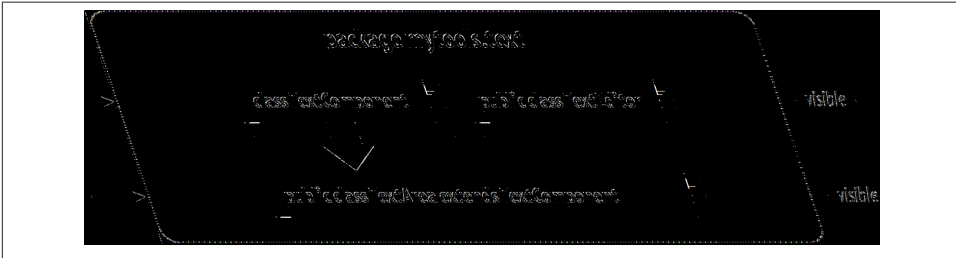 package mytools.text
class TextComponent
public class TextEditor
visible
public class TextArea extends TextComponent
visible